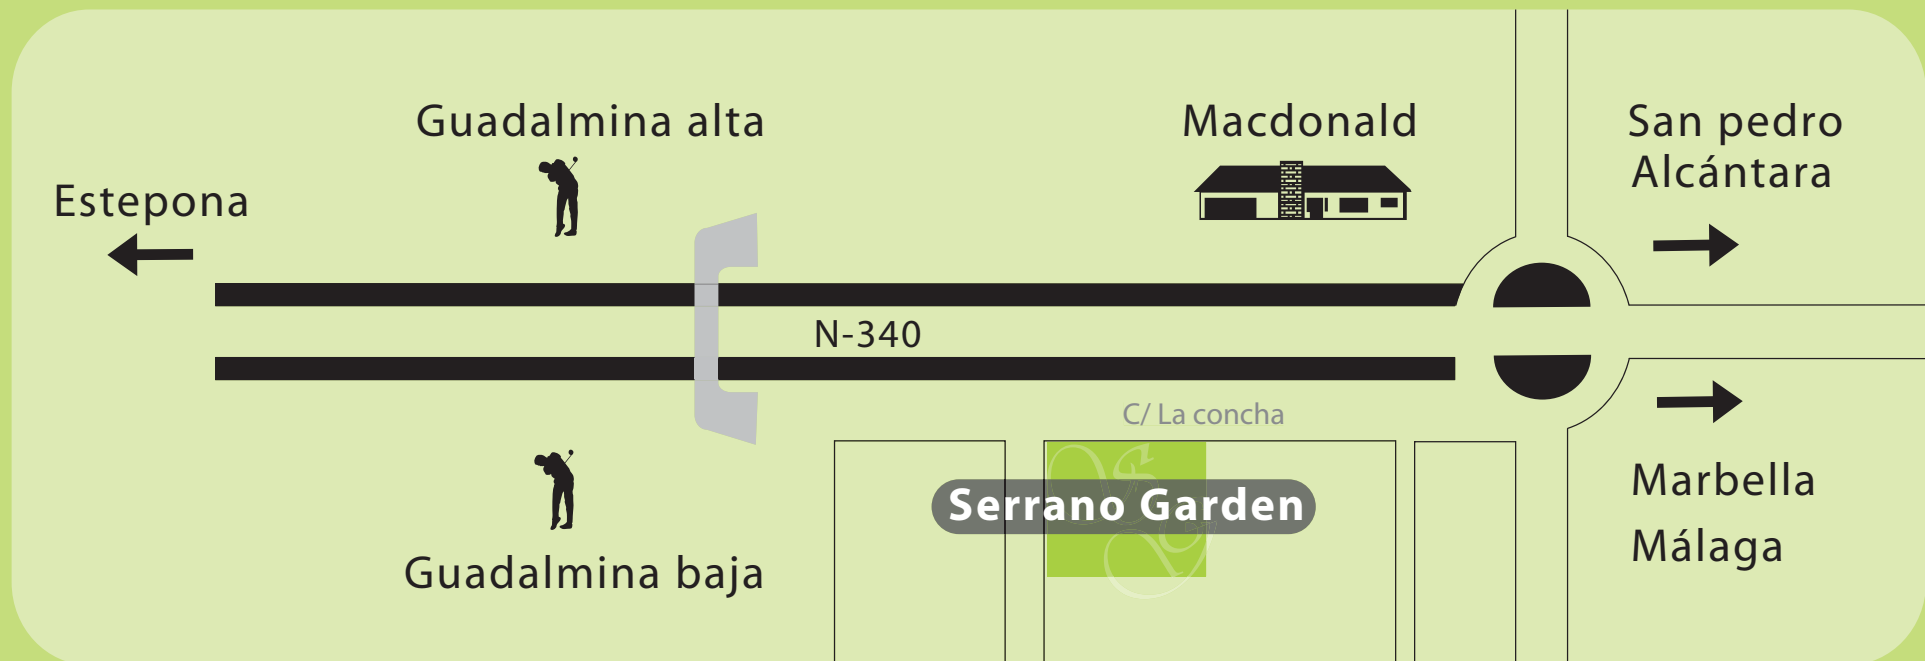 Guadalmina alta
Macdonald
San pedro
Alcántara
Estepona
N-340
C/ La concha
Serrano Garden
Marbella
Málaga
Guadalmina baja